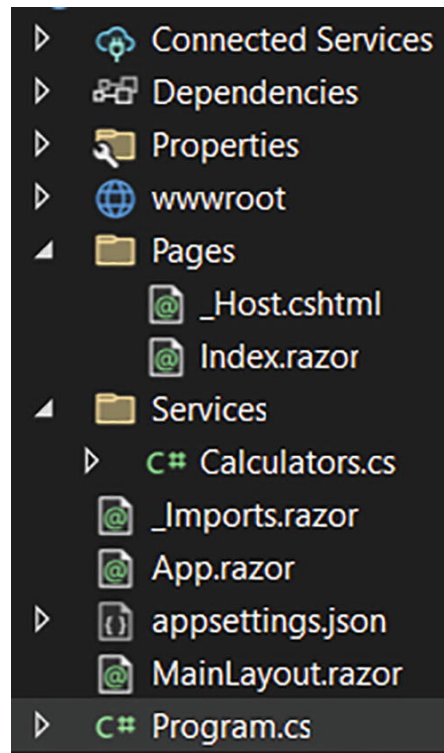 Connected Services
Dependencies
Properties
wwwroot
Pages
_Host.cshtml
Index.razor
Services
C# Calculators.cs
_Imports.razor
App.razor
appsettings.json
MainLayout.razor
C# Program.cs